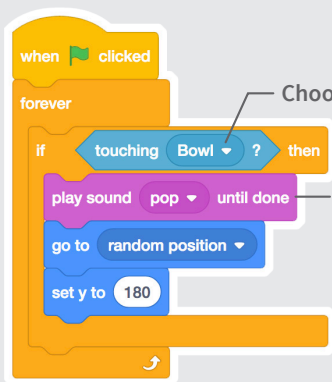 when clicked
forever
Choo
if touching Bowl ? then
play sound pop until done
go to random position
set y to 180